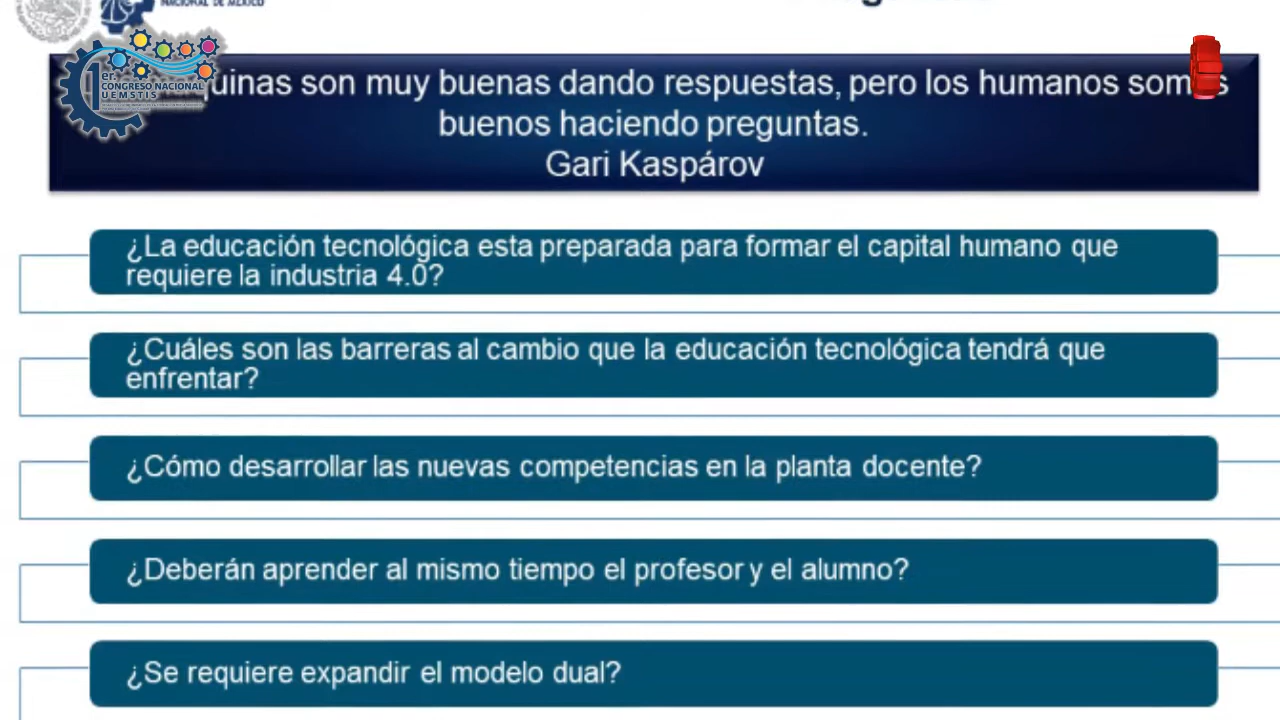 NACIONAL DE MÉXICO
1er.
CONGRESO NACIONAL
UEMSTIS
son muy buenas dando respuestas, pero los humanos
buenos haciendo preguntas.
Gari Kaspárov
¿La educación tecnológica esta preparada para formar el capital humano que
requiere la industria 4.0?
¿Cuáles son las barreras al cambio que la educación tecnológica tendrá que
enfrentar?
¿Cómo desarrollar las nuevas competencias en la planta docente?
¿Deberán aprender al mismo tiempo el profesor y el alumno?
¿Se requiere expandir el modelo dual?